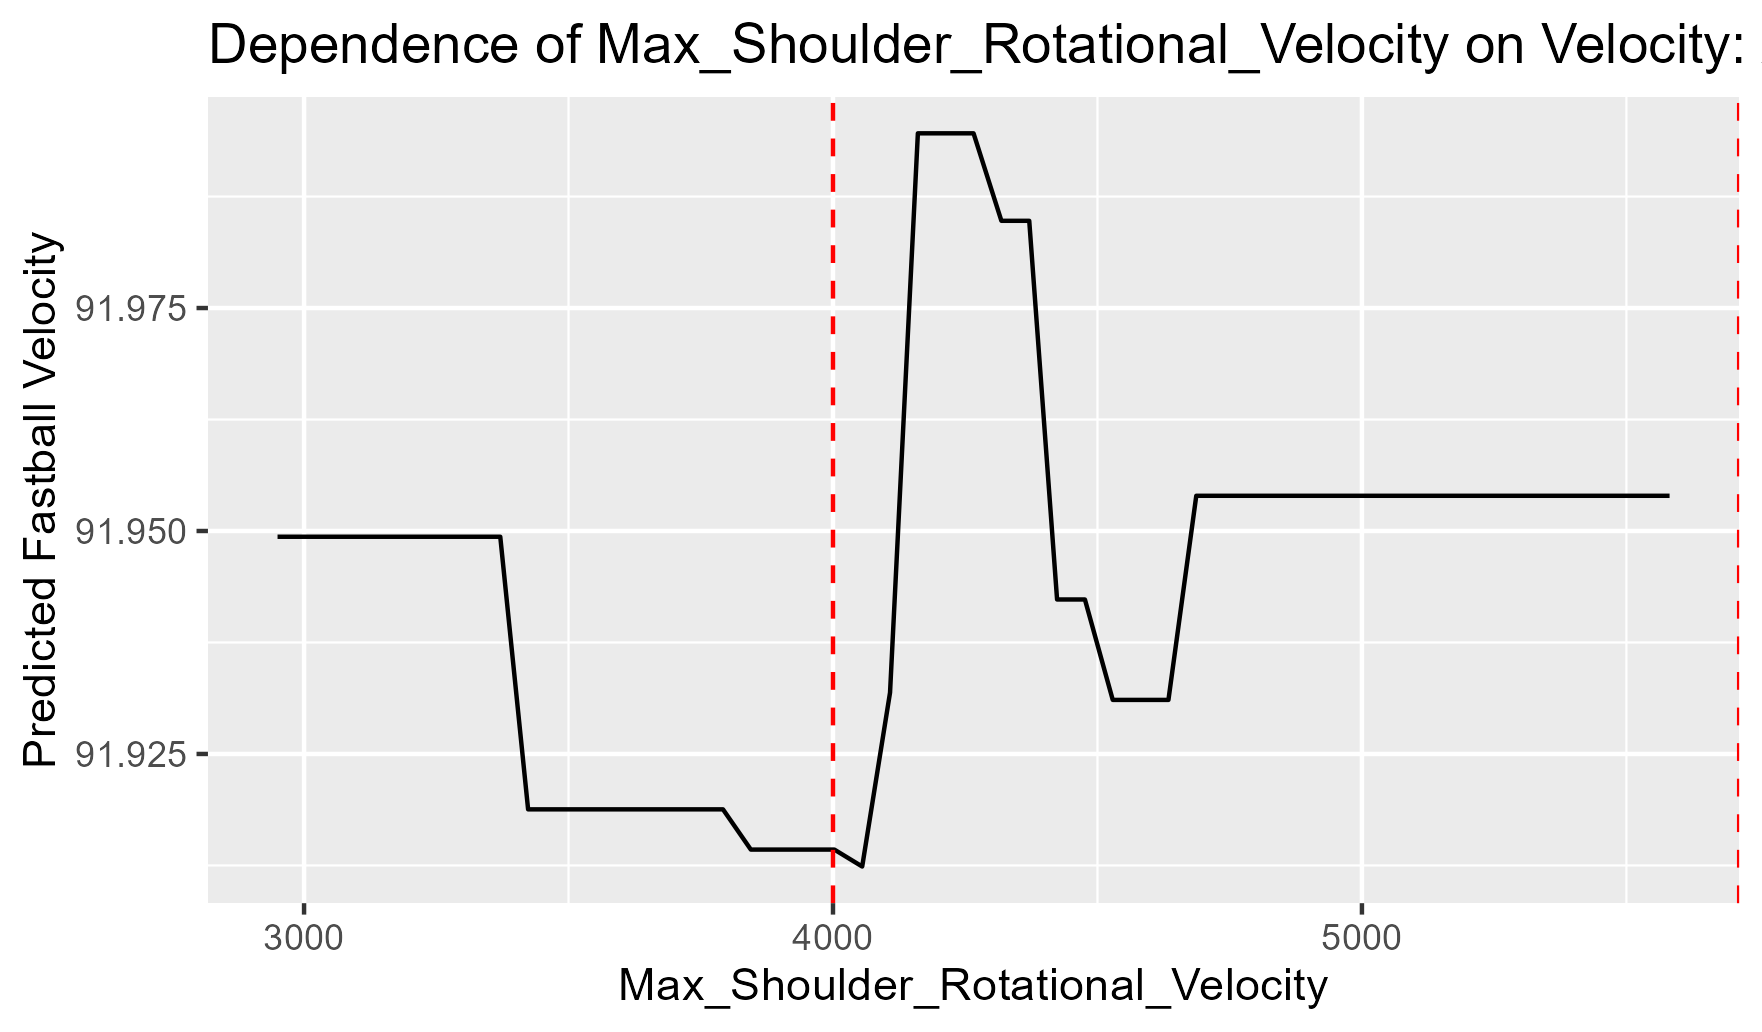 Dependence of Max_Shoulder_Rotational_Velocity on Velocity:
Predicted Fastball Velocity
91.975
91.950
91.925
3000
4000
5000
Max_Shoulder_Rotational_Velocity